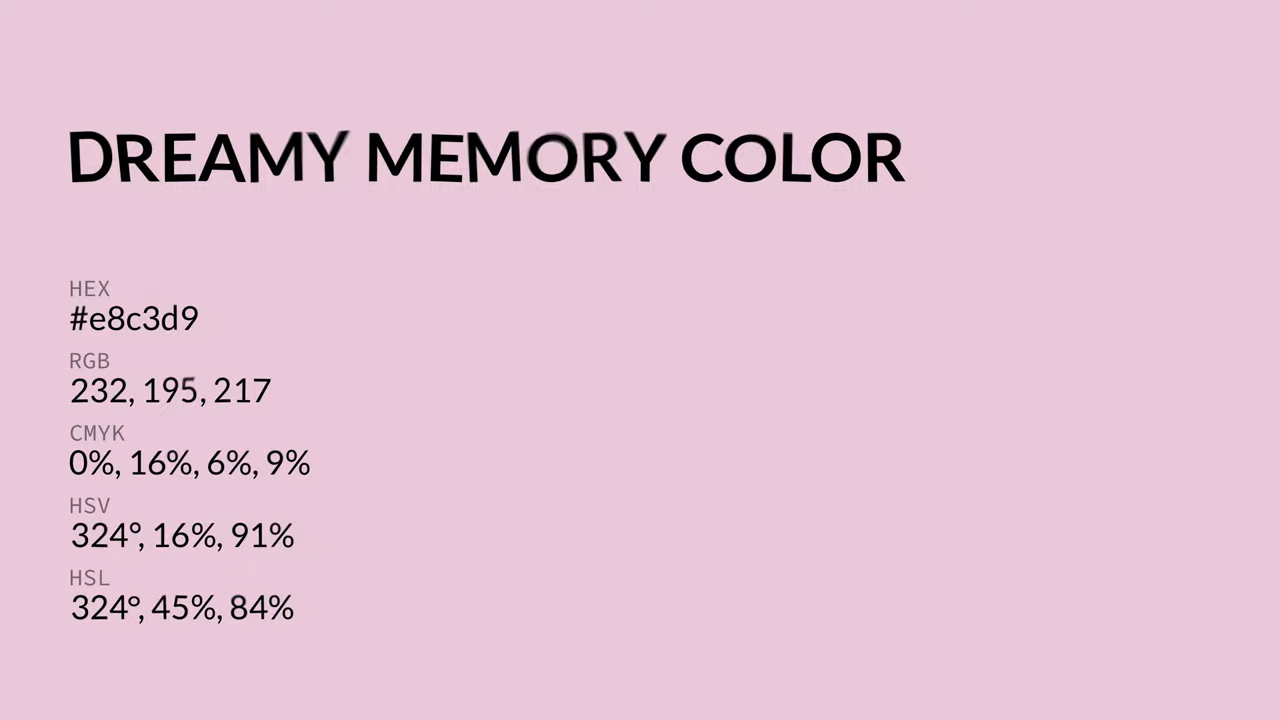 DREAMY MEMORY COLOR
HEX
#e8c3d9
RGB
232, 195, 217
CMYK
0%, 16%, 6%, 9%
HSV
324°, 16%, 91%
HSL
324°, 45%, 84%